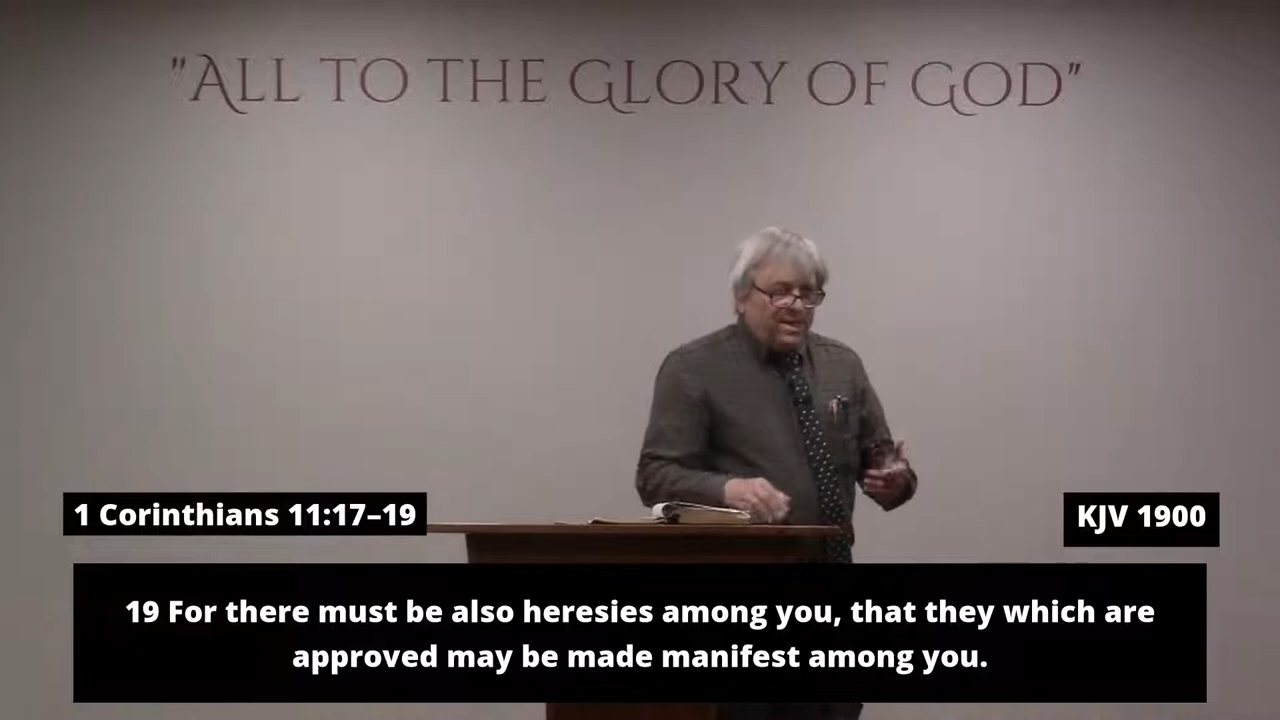 "All to the Glory of God"
1 Corinthians 11:17–19
KJV 1900
19 For there must be also heresies among you, that they which are
approved may be made manifest among you.